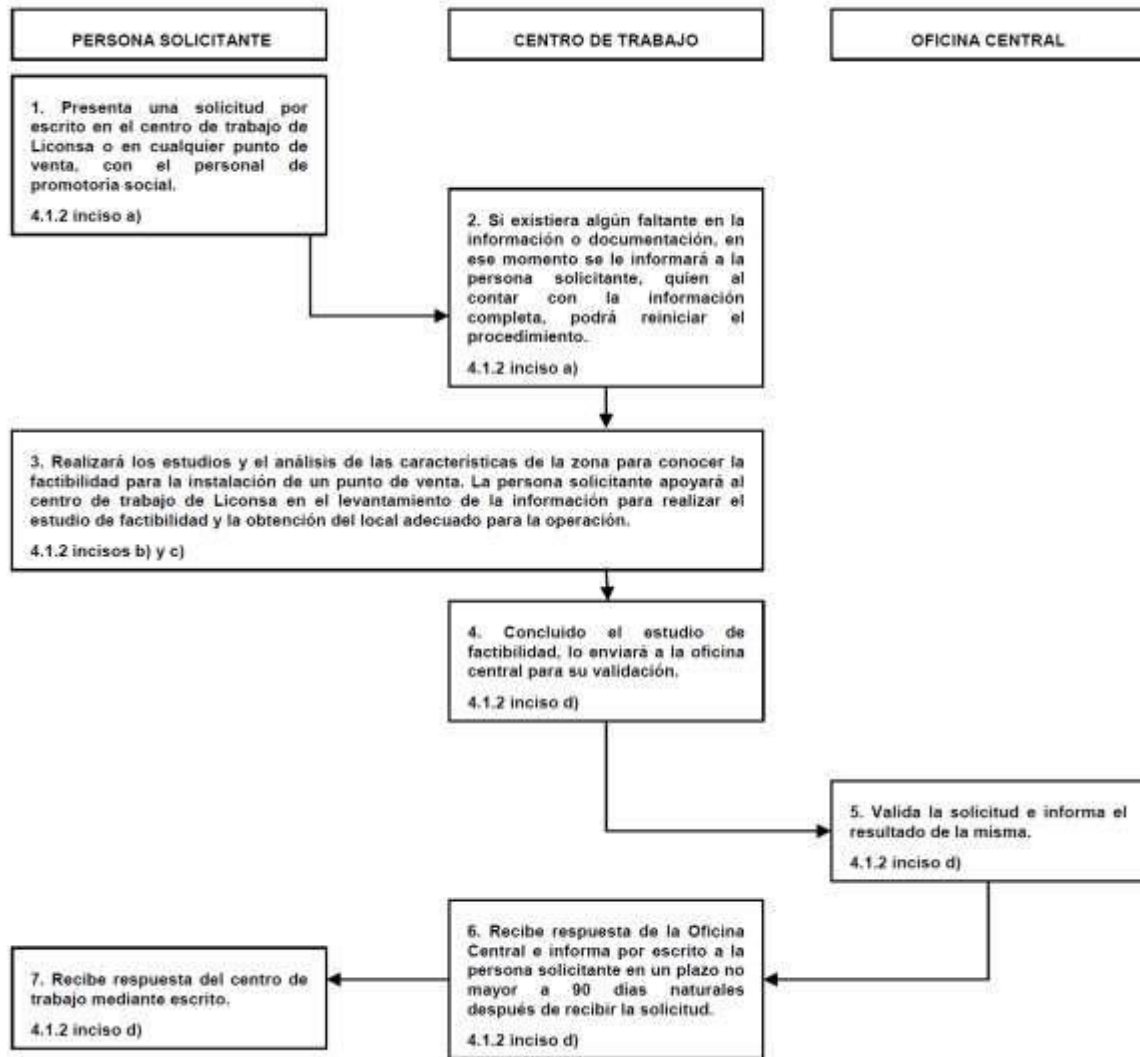 PERSONA SOLICITANTE
CENTRO DE TRABAJO
OFICINA CENTRAL
1. Presenta una solicitud por
escrito en el centro de trabajo de
Liconsa o en cualquier punto de
venta, con el personal de
promotoria social.
4.1.2 inciso a)
2. Si existiera algún faltante en la
información o documentación, en
ese momento se le informará a la
persona solicitante, quien al
contar con la información
completa, podrá reiniciar el
procedimiento.
4.1.2 inciso a)
3. Realizará los estudios y el análisis de las características de la zona para conocer la
factibilidad para la instalación de un punto de venta. La persona solicitante apoyará al
centro de trabajo de Liconsa en el levantamiento de la información para realizar el
estudio de factibilidad y la obtención del local adecuado para la operación.
4.1.2 incisos b) y c)
4. Concluido el estudio de
factibilidad, lo enviará a la oficina
central para su validación.
4.1.2 inciso d)
5. Valida la solicitud e informa el
resultado de la misma.
4.1.2 inciso d)
6. Recibe respuesta de la Oficina
Central e informa por escrito a la
persona solicitante en un plazo no
mayor a 90 días naturales
después de recibir la solicitud.
4.1.2 inciso d)
7. Recibe respuesta del centro de
trabajo mediante escrito.
4.1.2 inciso d)